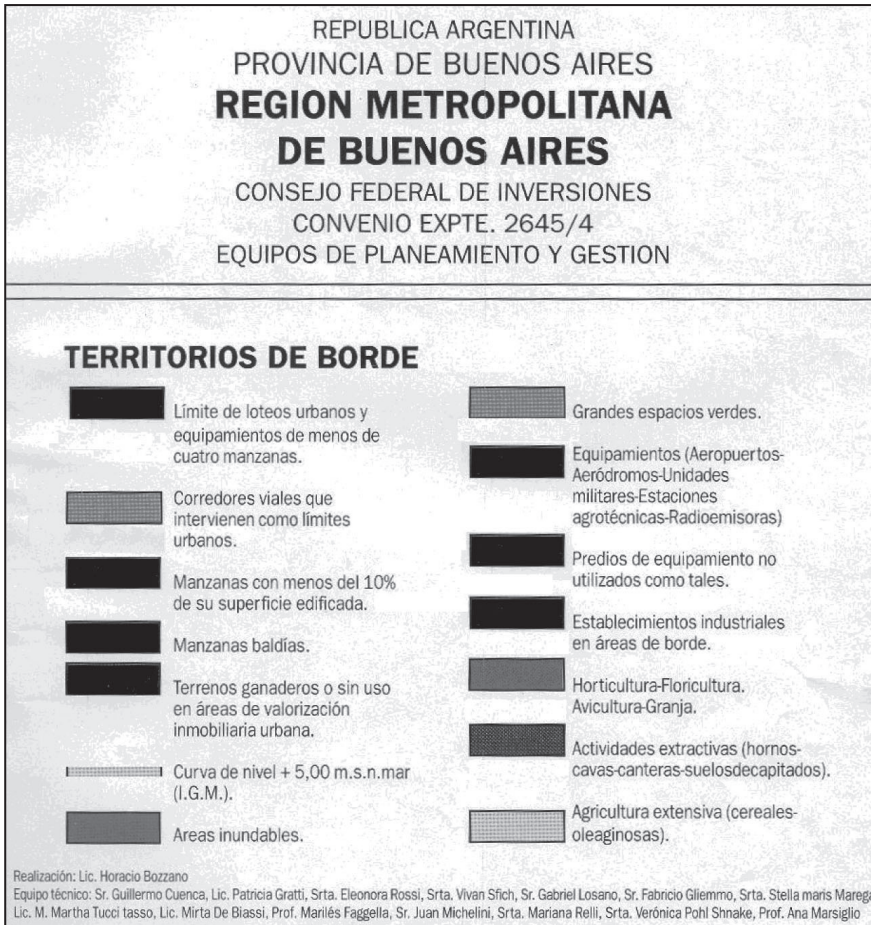 REPUBLICA ARGENTINA
PROVINCIA DE BUENOS AIRES
REGION METROPOLITANA
DE BUENOS AIRES
CONSEJO FEDERAL DE INVERSIONES
CONVENIO EXPTE. 2645/4
EQUIPOS DE PLANEAMIENTO Y GESTION
TERRITORIOS DE BORDE
Límite de loteos urbanos y
equipamientos de menos de
cuatro manzanas.
Corredores viales que
intervienen como límites
urbanos.
Manzanas con menos del 10%
de su superficie edificada.
Manzanas baldías.
Terrenos ganaderos o sin uso
en áreas de valorización
inmobiliaria urbana.
Curva de nivel + 5,00 m.s.n.mar
(I.G.M.).
Areas inundables.
Grandes espacios verdes.
Equipamientos (Aeropuertos-
Aeródromos-Unidades
militares-Estaciones
agrotécnicas-Radioemisoras)
Predios de equipamiento no
utilizados como tales.
Establecimientos industriales
en áreas de borde.
Horticultura-Floricultura.
Avicultura-Granja.
Actividades extractivas (hornos-
cavas-canteras-suelosdecapitados).
Agricultura extensiva (cereales-
oleaginosas).
Realización: Lic. Horacio Bozzano
Equipo técnico: Sr. Guillermo Cuenca, Lic. Patricia Gratti, Srta. Eleonora Rossi, Srta. Vivan Sfich, Sr. Gabriel Losano, Sr. Fabricio Gliemmo, Srta. Stella maris Marega
Lic. M. Martha Tucci tasso, Lic. Mirta De Biassi, Prof. Marilés Faggella, Sr. Juan Michelini, Srta. Mariana Relli, Srta. Verónica Pohl Shnake, Prof. Ana Marsiglio